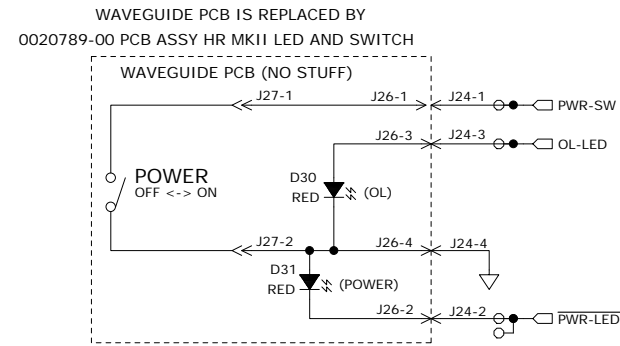 WAVEGUIDE PCB IS REPLACED BY
0020789-00 PCB ASSY HR MKII LED AND SWITCH
WAVEGUIDE PCB (NO STUFF)
J27-1
J26-1
J24-1
PWR-SW
J26-3
J24-3
OL-LED
POWER
OFF <-> ON
D30
RED
(OL)
J27-2
J26-4
J24-4
D31
RED
(POWER)
J26-2
J24-2
PWR-LED